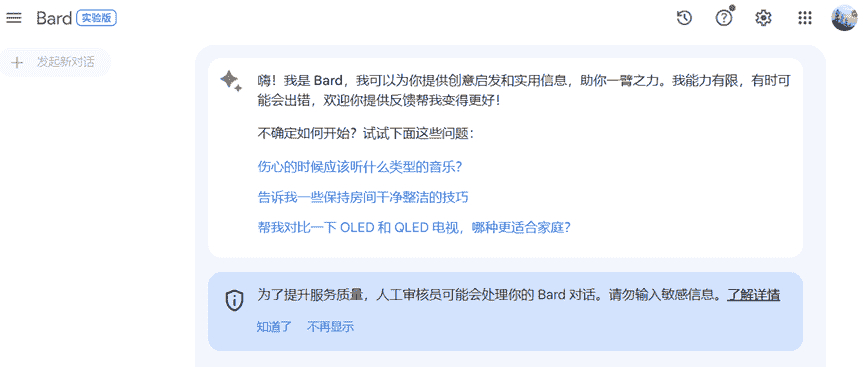 Bard 实验版
发起新对话
嗨！我是 Bard，我可以为你提供创意启发和实用信息，助你一臂之力。我能力有限，有时可
能会出错，欢迎你提供反馈帮我变得更好！
不确定如何开始？试试下面这些问题：
伤心的时候应该听什么类型的音乐？
告诉我一些保持房间干净整洁的技巧
帮我对比一下 OLED 和 QLED 电视，哪种更适合家庭？
为了提升服务质量，人工审核员可能会处理你的 Bard 对话。请勿输入敏感信息。了解详情
知道了 不再显示